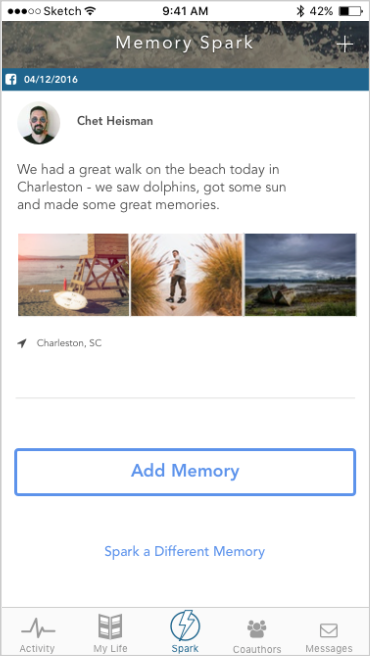 Sketch 9:41 AM 42%
Memory Spark +
f 04/12/2016
Chet Heisman
We had a great walk on the beach today in
Charleston - we saw dolphins, got some sun
and made some great memories.
Charleston, SC
Add Memory
Spark a Different Memory
Activity My Life Spark Coauthors Messages